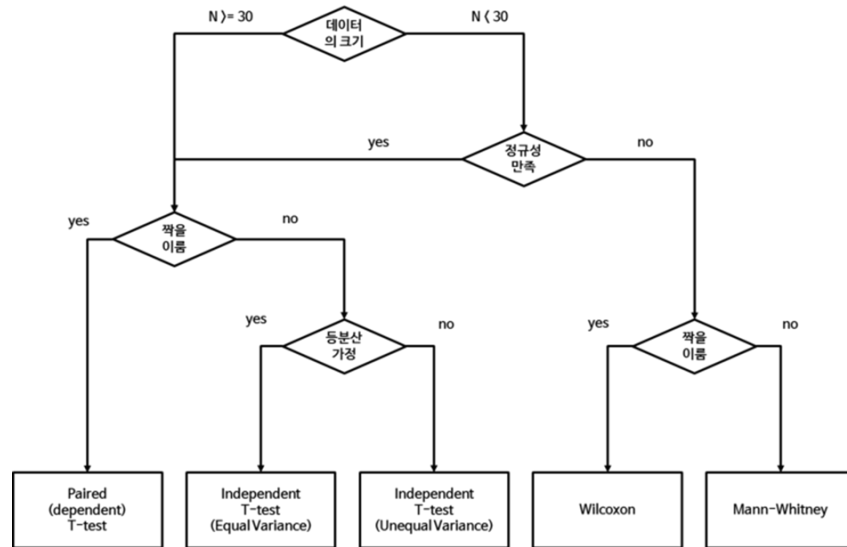 N >= 30
데이터
의 크기
N < 30
yes
정규성
만족
no
yes
짝을
이룸
no
yes
등분산
가정
no
yes
짝을
이룸
no
Paired
(dependent)
T-test
Independent
T-test
(Equal Variance)
Independent
T-test
(Unequal Variance)
Wilcoxon
Mann-Whitney